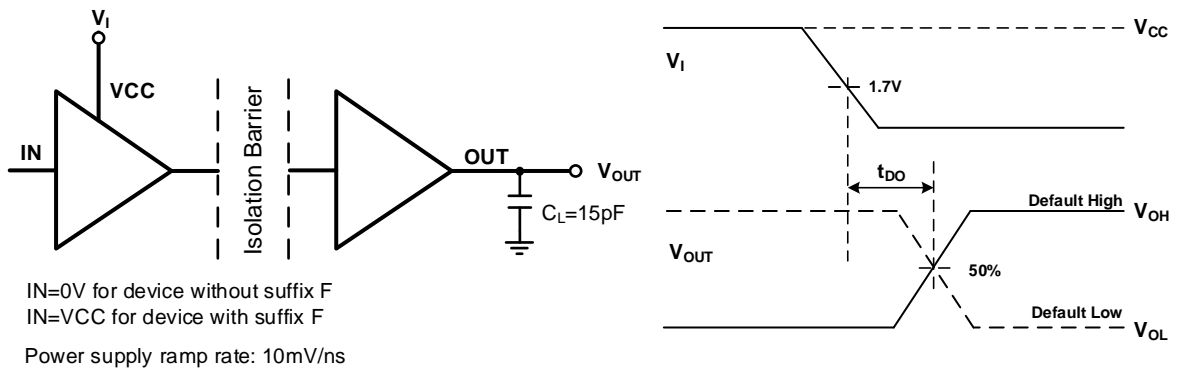 VI
VCC
IN
Isolation Barrier
OUT
VOUT
CL=15pF
IN=0V for device without suffix F
IN=VCC for device with suffix F
Power supply ramp rate: 10mV/ns
VCC
VI
1.7V
tDO
Default High
VOH
VOUT
50%
Default Low
VOL